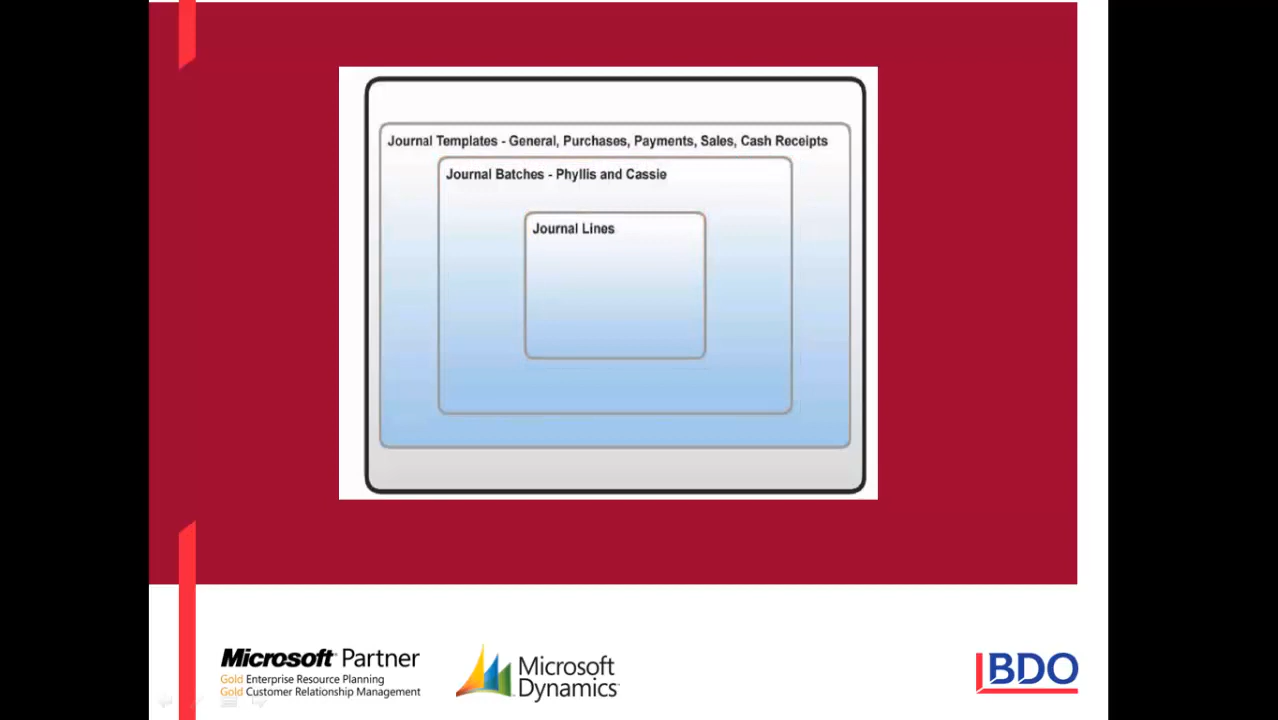 Journal Templates - General, Purchases, Payments, Sales, Cash Receipts
Journal Batches - Phyllis and Cassie
Journal Lines
Microsoft Partner
Gold Enterprise Resource Planning
Gold Customer Relationship Management
Microsoft
Dynamics
BDO